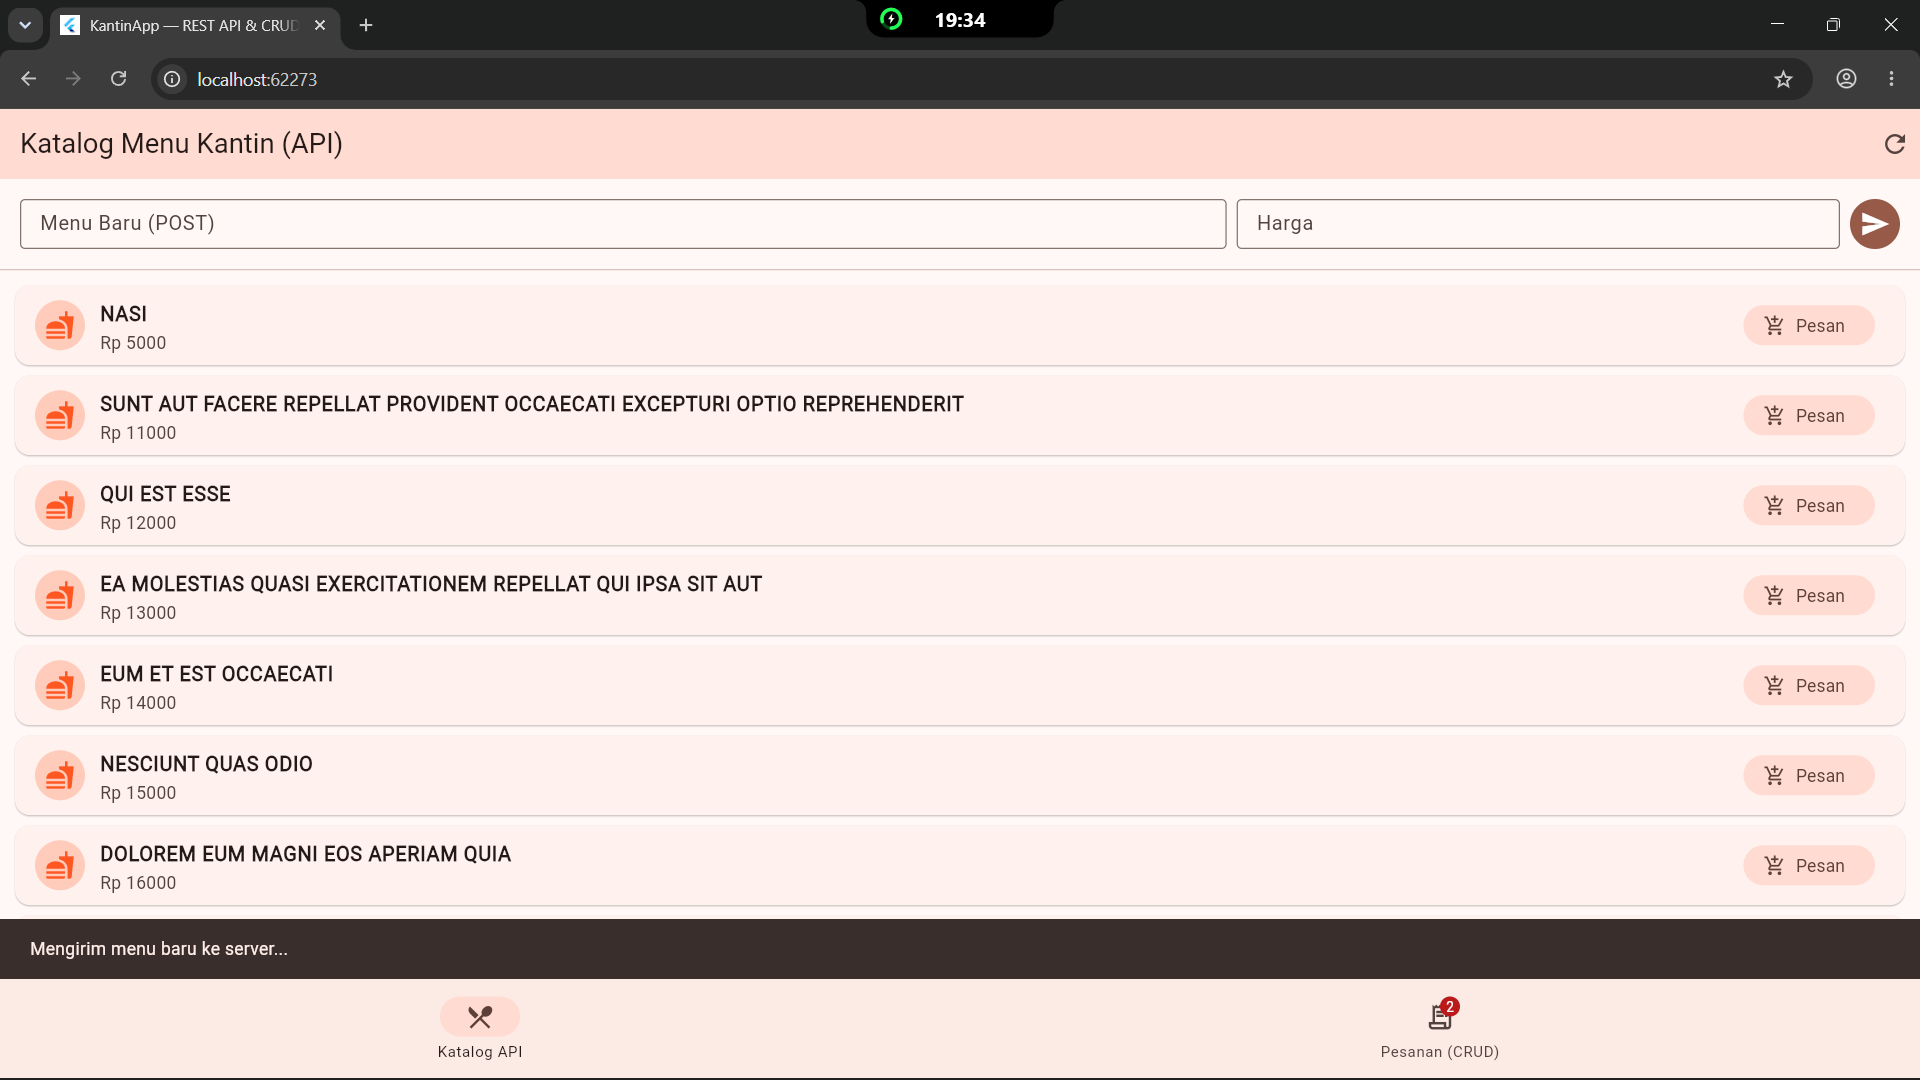 KantinApp — REST API & CRUD
19:34
localhost:62273
Katalog Menu Kantin (API)
Menu Baru (POST)
Harga
NASI
Rp 5000
Pesan
SUNT AUT FACERE REPELLAT PROVIDENT OCCAECATI EXCEPTURI OPTIO REPREHENDERIT
Rp 11000
Pesan
QUI EST ESSE
Rp 12000
Pesan
EA MOLESTIAS QUASI EXERCITATIONEM REPELLAT QUI IPSA SIT AUT
Rp 13000
Pesan
EUM ET EST OCCAECATI
Rp 14000
Pesan
NESCIUNT QUAS ODIO
Rp 15000
Pesan
DOLOREM EUM MAGNI EOS APERIAM QUIA
Rp 16000
Pesan
Mengirim menu baru ke server...
Katalog API
2
Pesanan (CRUD)